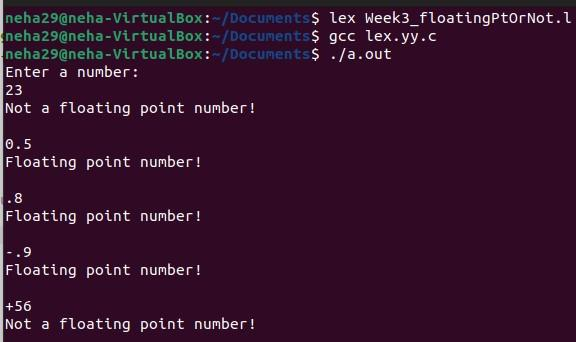 neha29@neha-VirtualBox:~/Documents$ lex Week3_floatingPtOrNot.l
neha29@neha-VirtualBox:~/Documents$ gcc lex.yy.c
neha29@neha-VirtualBox:~/Documents$ ./a.out
Enter a number:
23
Not a floating point number!
0.5
Floating point number!
.8
Floating point number!
-.9
Floating point number!
+56
Not a floating point number!